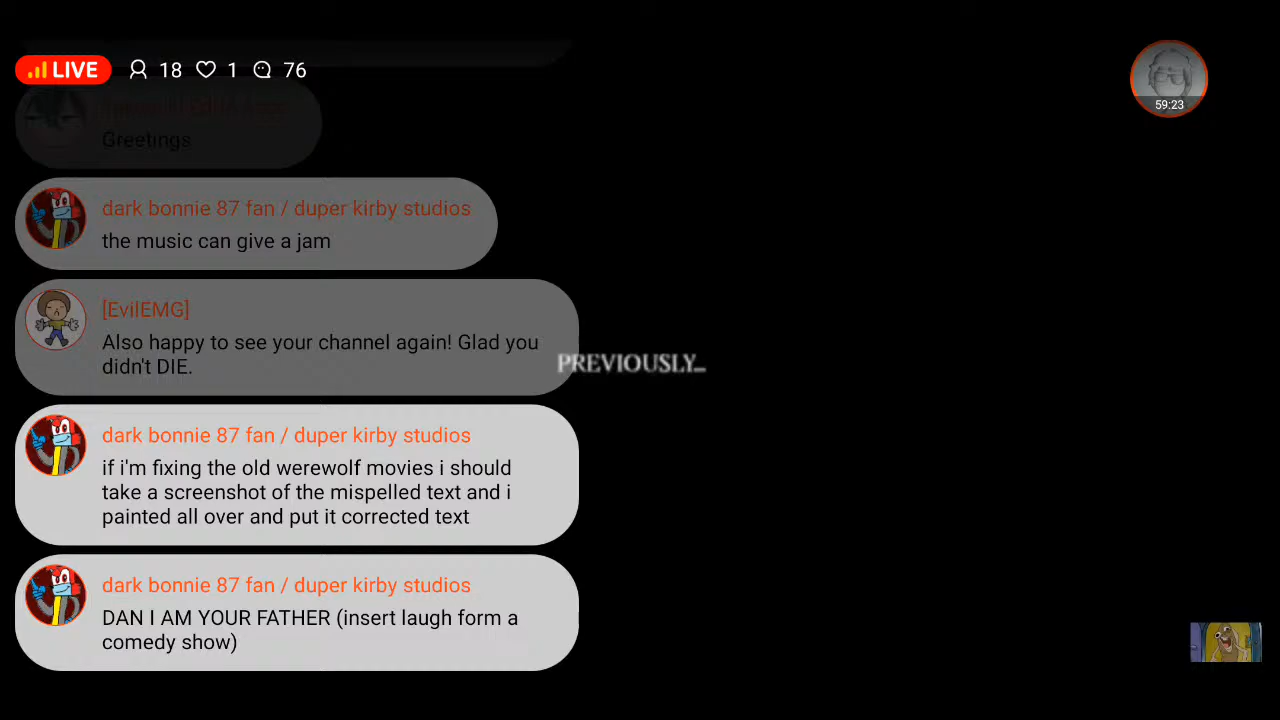 LIVE 18 1 76
59:23
Greetings
dark bonnie 87 fan / duper kirby studios
the music can give a jam
[EvilEMG]
Also happy to see your channel again! Glad you
didn't DIE.
PREVIOUSLY...
dark bonnie 87 fan / duper kirby studios
if i'm fixing the old werewolf movies i should
take a screenshot of the mispelled text and i
painted all over and put it corrected text
dark bonnie 87 fan / duper kirby studios
DAN I AM YOUR FATHER (insert laugh form a
comedy show)